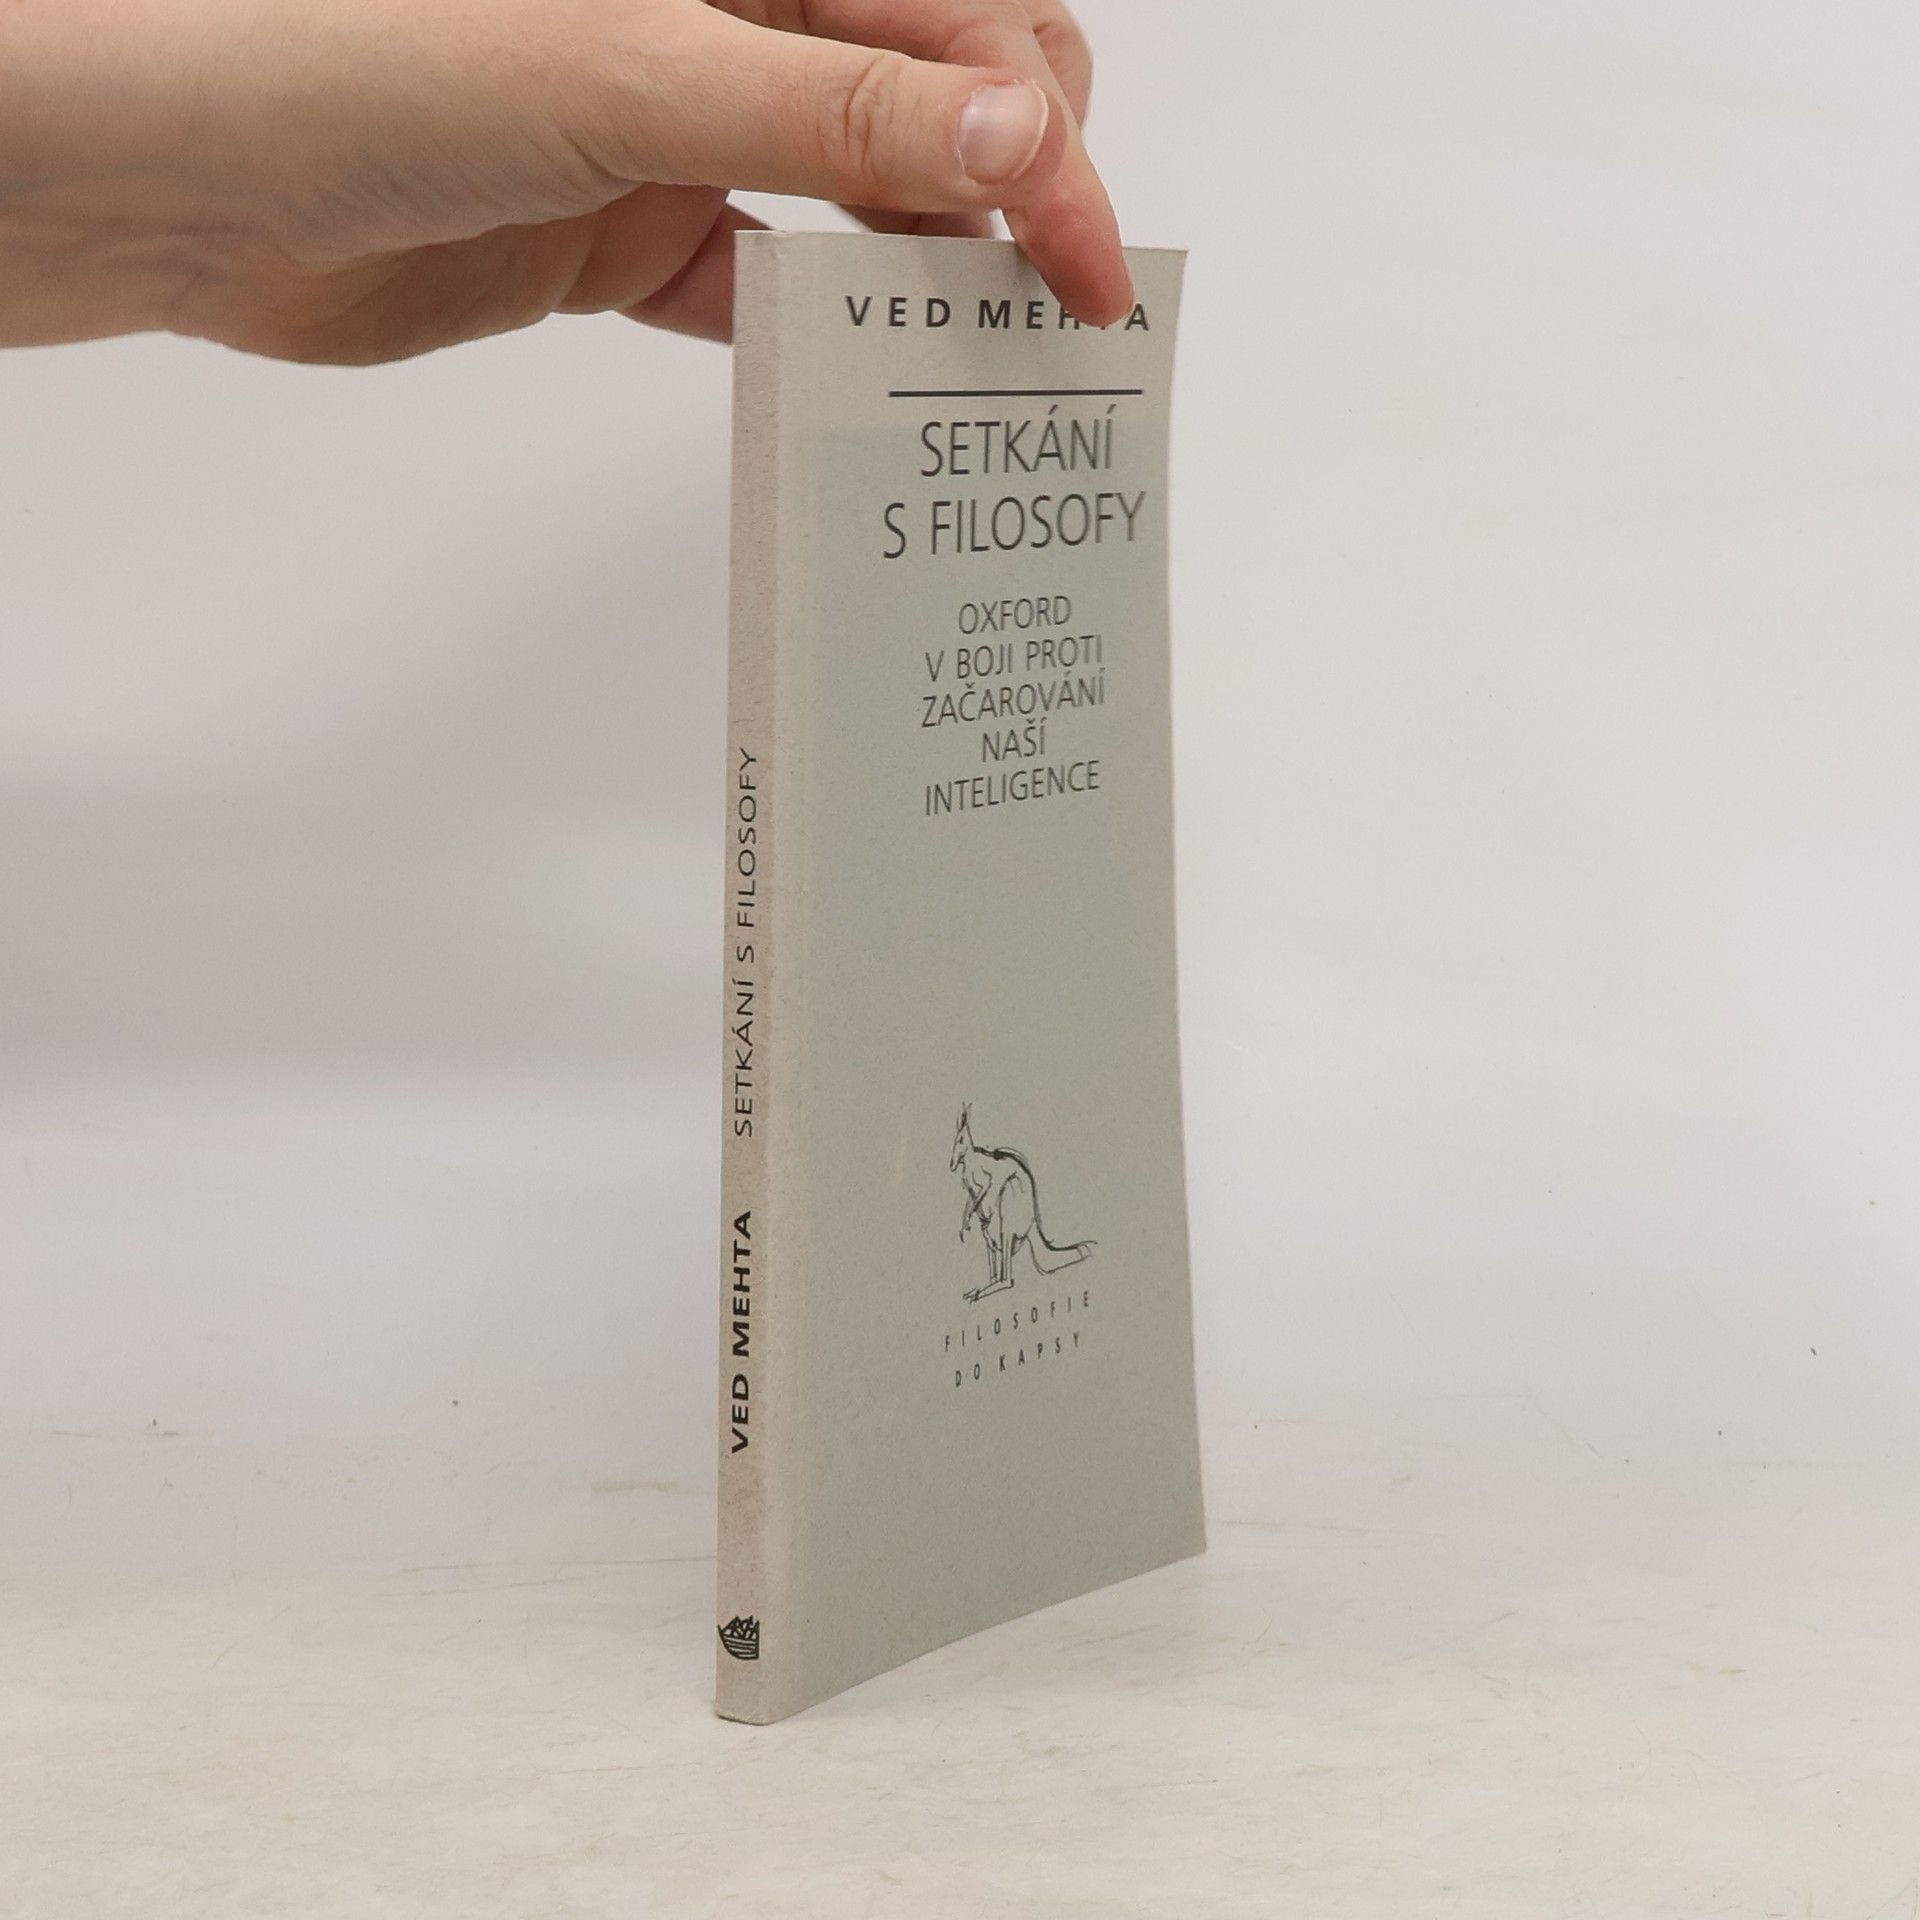 VED MEHTA
SETKÁNÍ
S FILOSOFY
OXFORD
V BOJI PROTI
ZAČAROVÁNÍ
NAŠÍ
INTELIGENCE
FILOSOFIE
DO KAPSY
VED MEHTA SETKÁNÍ S FILOSOFY